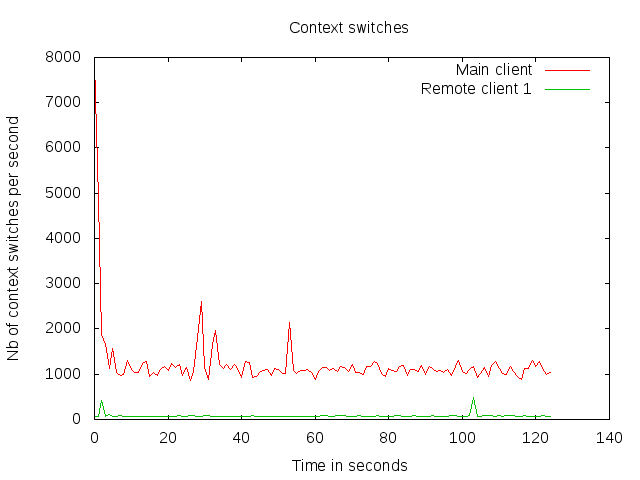 Context switches
Main client
Remote client 1
Nb of context switches per second
8000
7000
6000
5000
4000
3000
2000
1000
0
0 20 40 60 80 100 120 140
Time in seconds